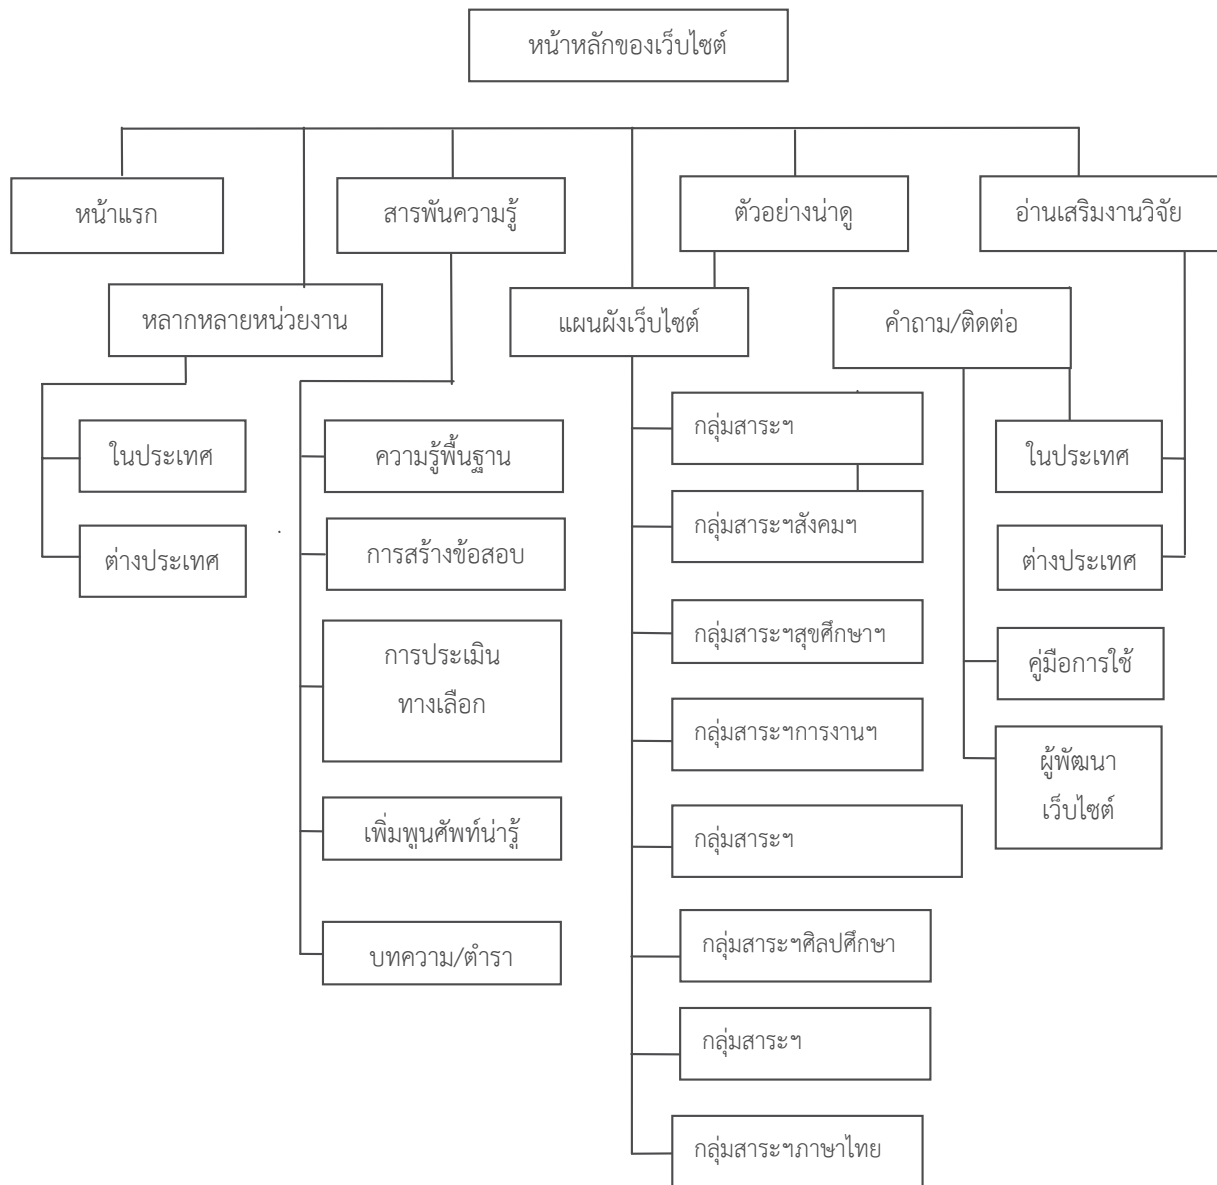 หน้าหลักของเว็บไซต์
หน้าแรก
สารพันความรู้
ตัวอย่างน่าดู
อ่านเสริมงานวิจัย
หลากหลายหน่วยงาน
แผนผังเว็บไซต์
คำถาม/ติดต่อ
ในประเทศ
ต่างประเทศ
ความรู้พื้นฐาน
การสร้างข้อสอบ
การประเมิน
ทางเลือก
เพิ่มพูนศัพท์น่ารู้
บทความ/ตำรา
กลุ่มสาระฯ
กลุ่มสาระฯสังคมฯ
กลุ่มสาระฯสุขศึกษาฯ
กลุ่มสาระฯการงานฯ
กลุ่มสาระฯ
กลุ่มสาระฯศิลปศึกษา
กลุ่มสาระฯ
กลุ่มสาระฯภาษาไทย
ในประเทศ
ต่างประเทศ
คู่มือการใช้
ผู้พัฒนา
เว็บไซต์